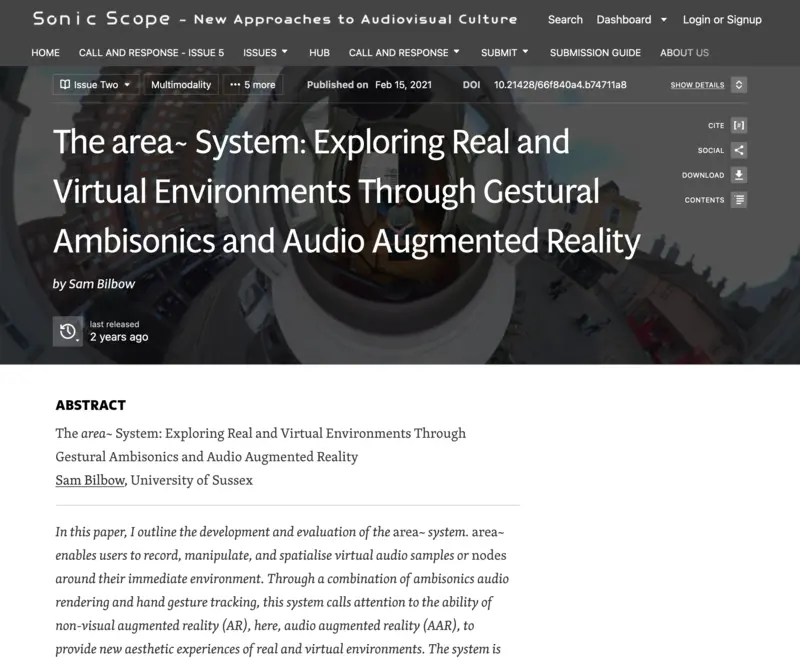 Sonic Scope - New Approaches to Audiovisual Culture
Search Dashboard Login or Signup
HOME CALL AND RESPONSE - ISSUE 5 ISSUES HUB CALL AND RESPONSE SUBMIT SUBMISSION GUIDE ABOUT US
Issue Two Multimodality ••• 5 more Published on Feb 15, 2021 DOI 10.21428/66f840a4.b74711a8 SHOW DETAILS
CITE
SOCIAL
DOWNLOAD
CONTENTS
The area~ System: Exploring Real and
Virtual Environments Through Gestural
Ambisonics and Audio Augmented Reality
by Sam Bilbow
last released
2 years ago
ABSTRACT
The area~ System: Exploring Real and Virtual Environments Through
Gestural Ambisonics and Audio Augmented Reality
Sam Bilbow, University of Sussex
In this paper, I outline the development and evaluation of the area~ system. area~
enables users to record, manipulate, and spatialise virtual audio samples or nodes
around their immediate environment. Through a combination of ambisonics audio
rendering and hand gesture tracking, this system calls attention to the ability of
non-visual augmented reality (AR), here, audio augmented reality (AAR), to
provide new aesthetic experiences of real and virtual environments. The system is